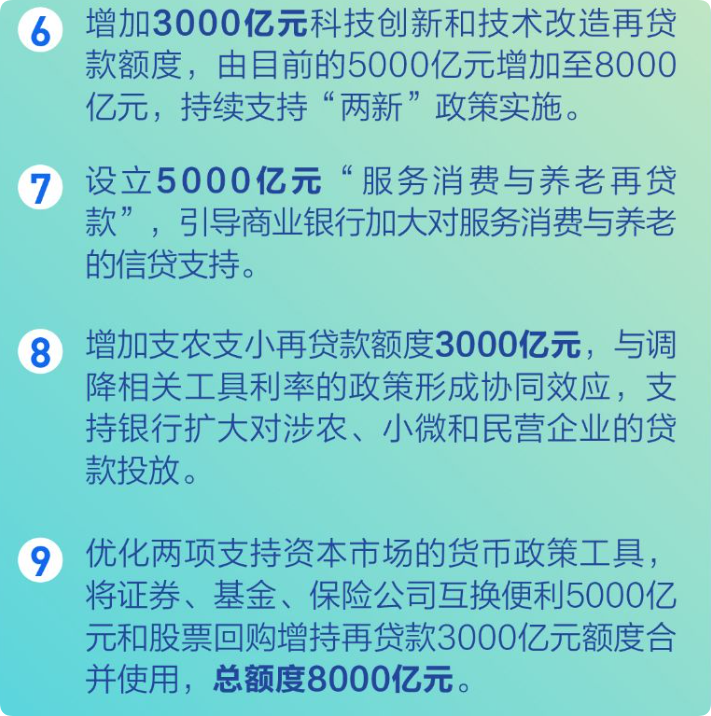 6 增加3000亿元科技创新和技术改造再贷
款额度，由目前的5000亿元增加至8000
亿元，持续支持“两新”政策实施。
7 设立5000亿元“服务消费与养老再贷
款”，引导商业银行加大对服务消费与养老
的信贷支持。
8 增加支农支小再贷款额度3000亿元，与调
降相关工具利率的政策形成协同效应，支
持银行扩大对涉农、小微和民营企业的贷
款投放。
9 优化两项支持资本市场的货币政策工具，
将证券、基金、保险公司互换便利5000亿
元和股票回购增持再贷款3000亿元额度合
并使用，总额度8000亿元。